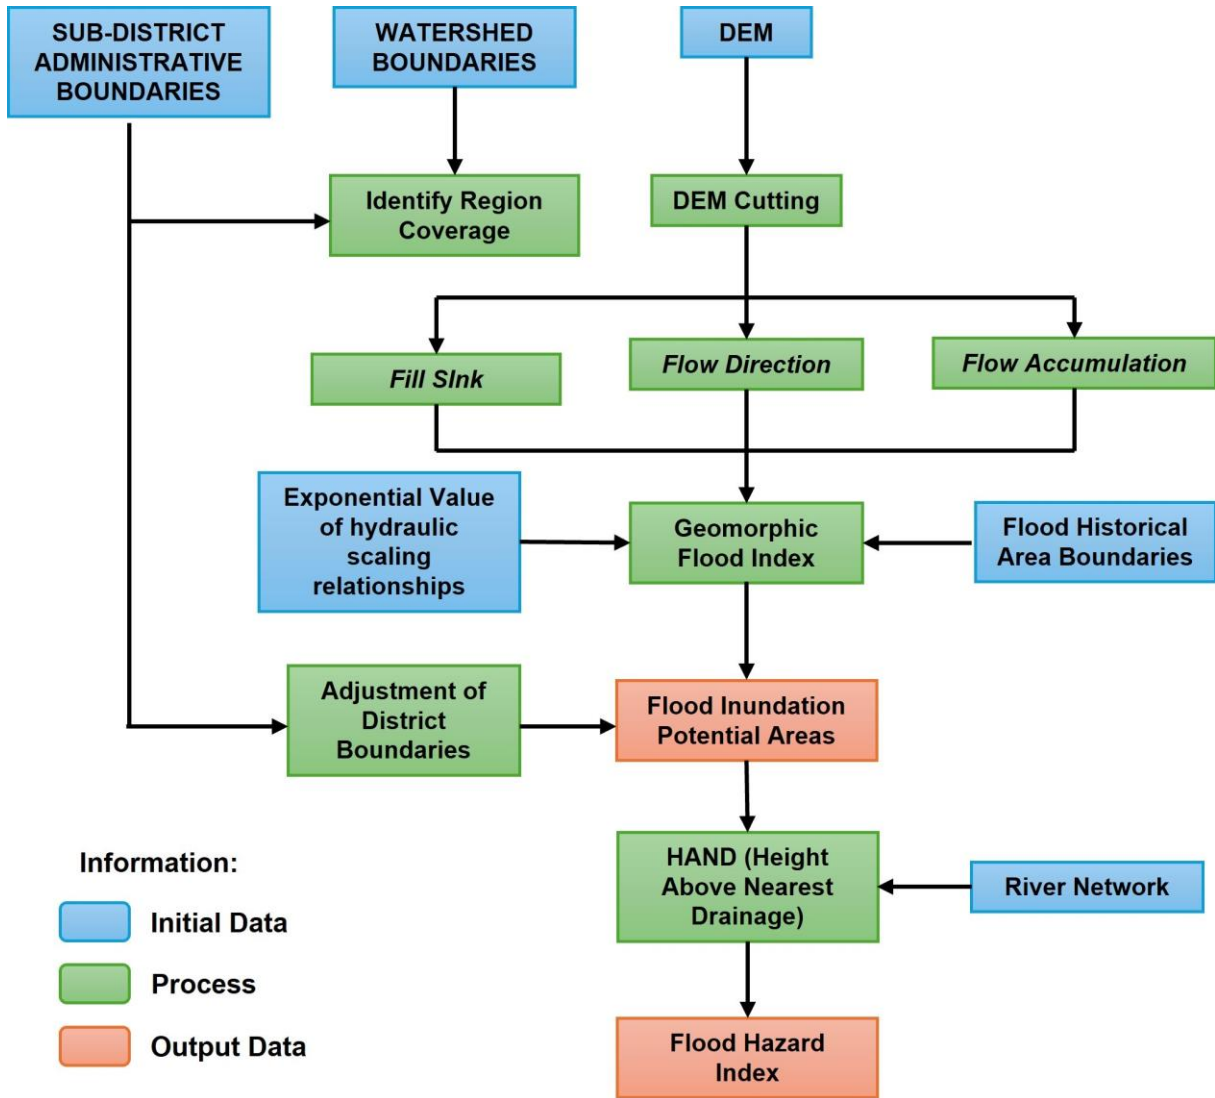 SUB-DISTRICT
ADMINISTRATIVE
BOUNDARIES
WATERSHED
BOUNDARIES
DEM
Identify Region
Coverage
DEM Cutting
Fill SInk
Flow Direction
Flow Accumulation
Exponential Value
of hydraulic
scaling
relationships
Geomorphic
Flood Index
Flood Historical
Area Boundaries
Adjustment of
District
Boundaries
Flood Inundation
Potential Areas
HAND (Height
Above Nearest
Drainage)
River Network
Flood Hazard
Index
Information:
Initial Data
Process
Output Data